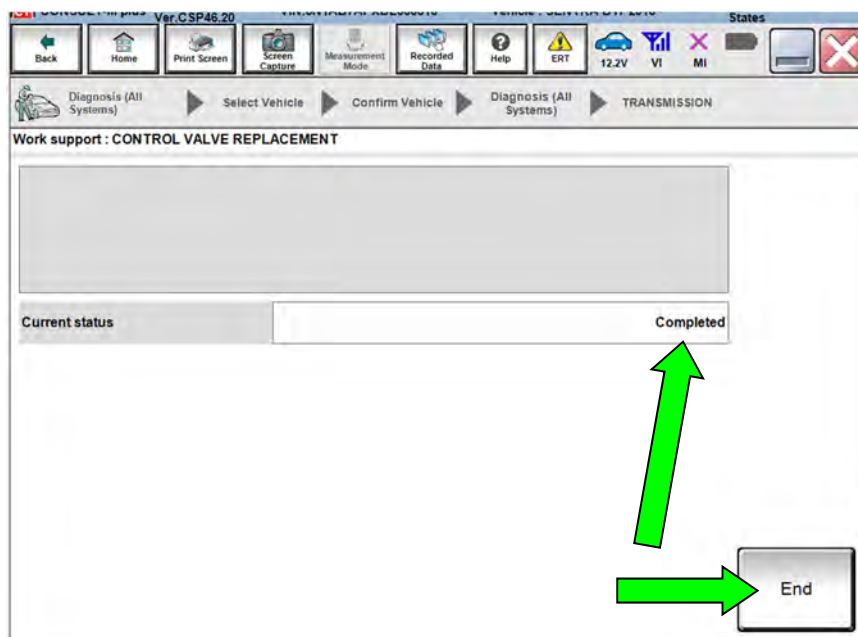 Ver.CSP46.20
States
Back
Home
Print Screen
Screen
Capture
Measurement
Mode
Recorded
Data
Help
ERT
12.2V
VI
MI
Diagnosis (All
Systems)
Select Vehicle
Confirm Vehicle
Diagnosis (All
Systems)
TRANSMISSION
Work support : CONTROL VALVE REPLACEMENT
Current status
Completed
End